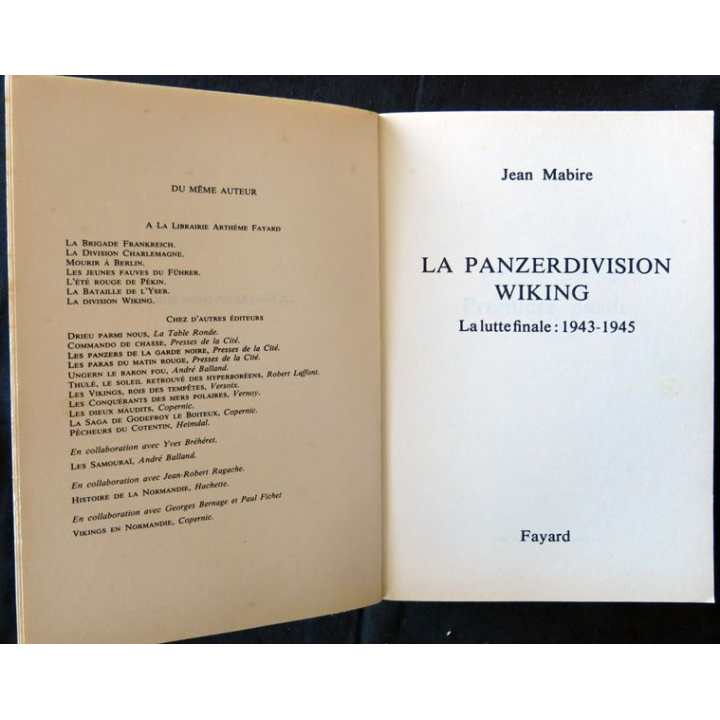 DU MÊME AUTEUR
A LA LIBRAIRIE ARTHÈME FAYARD
LA BRIGADE FRANKREICH.
LA DIVISION CHARLEMAGNE.
MOURIR À BERLIN.
LES JEUNES FAUVES DU FÜHRER.
L'ÉTÉ ROUGE DE PÉKIN.
LA BATAILLE DE L'YSER.
LA DIVISION WIKING.
CHEZ D'AUTRES ÉDITEURS
DRIEU PARMI NOUS, La Table Ronde.
COMMANDO DE CHASSE, Presses de la Cité.
LES PANZERS DE LA GARDE NOIRE, Presses de la Cité.
LES PARAS DU MATIN ROUGE, Presses de la Cité.
UNGERN LE BARON FOU, André Balland.
THULÉ, LE SOLEIL RETROUVÉ DES HYPERBORÉENS, Robert Laffont.
LES VIKINGS, ROIS DES TEMPÊTES, Versoix.
LES CONQUÉRANTS DES MERS POLAIRES, Vernoy.
LES DIEUX MAUDITS, Copernic.
LA SAGA DE GODEFROY LE BOITEUX, Copernic.
PÊCHEURS DU COTENTIN, Heimdal.
En collaboration avec Yves Bréhéret.
LES SAMOURAÏ, André Balland.
En collaboration avec Jean-Robert Ragache.
HISTOIRE DE LA NORMANDIE, Hachette.
En collaboration avec Georges Bernage et Paul Fichet
VIKINGS EN NORMANDIE, Copernic.
Jean Mabire
LA PANZERDIVISION
WIKING
La lutte finale : 1943-1945
Fayard